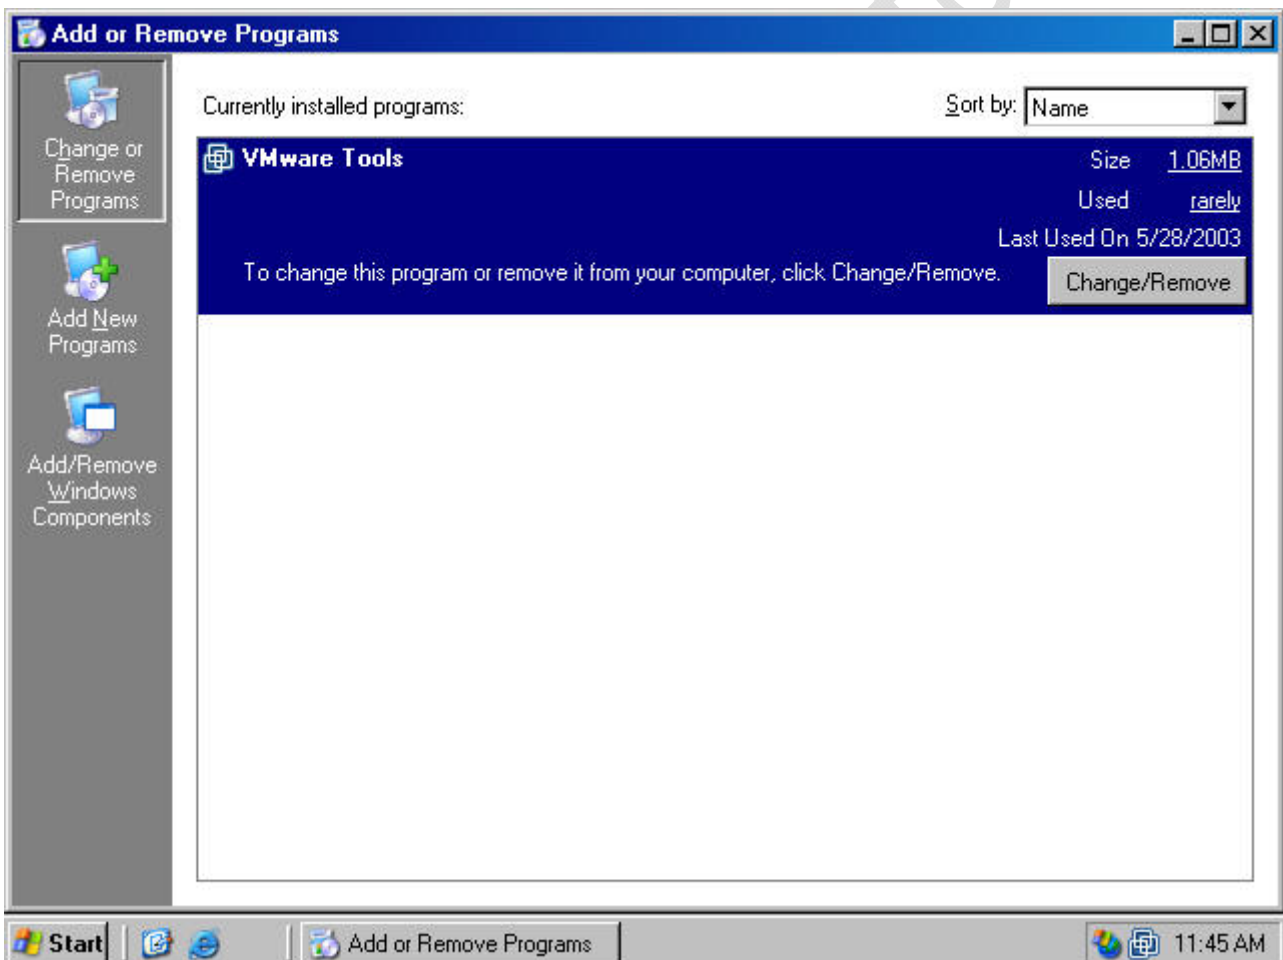 Add or Remove Programs
Change or
Remove
Programs
Add New
Programs
Add/Remove
Windows
Components
Currently installed programs:
Sort by: Name
VMware Tools
Size 1.06MB
Used rarely
Last Used On 5/28/2003
To change this program or remove it from your computer, click Change/Remove.
Change/Remove
Start
Add or Remove Programs
11:45 AM